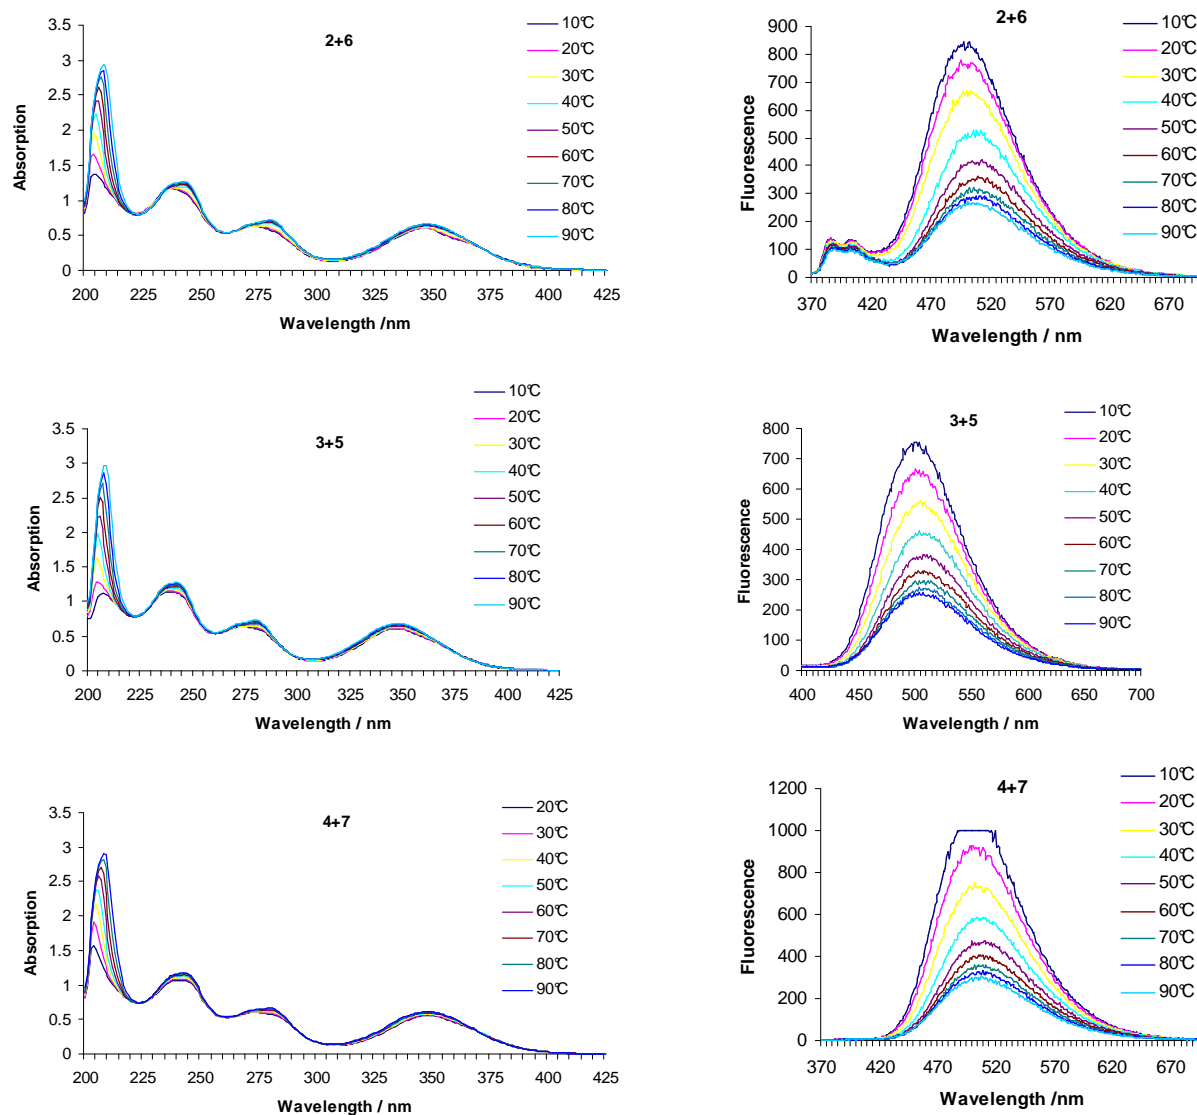 2+6
Absorption
3.5
3
2.5
2
1.5
1
0.5
0
200 225 250 275 300 325 350 375 400 425
Wavelength /nm
10°C
20°C
30°C
40°C
50°C
60°C
70°C
80°C
90°C
2+6
Fluorescence
900
800
700
600
500
400
300
200
100
0
370 420 470 520 570 620 670
Wavelength / nm
10°C
20°C
30°C
40°C
50°C
60°C
70°C
80°C
90°C
3+5
Absorption
3.5
3
2.5
2
1.5
1
0.5
0
200 225 250 275 300 325 350 375 400 425
Wavelength / nm
10°C
20°C
30°C
40°C
50°C
60°C
70°C
80°C
90°C
3+5
Fluorescence
800
700
600
500
400
300
200
100
0
400 450 500 550 600 650 700
Wavelength / nm
10°C
20°C
30°C
40°C
50°C
60°C
70°C
80°C
90°C
4+7
Absorption
3.5
3
2.5
2
1.5
1
0.5
0
200 225 250 275 300 325 350 375 400 425
Wavelength / nm
20°C
30°C
40°C
50°C
60°C
70°C
80°C
90°C
4+7
Fluorescence
1200
1000
800
600
400
200
0
370 420 470 520 570 620 670
Wavelength /nm
10°C
20°C
30°C
40°C
50°C
60°C
70°C
80°C
90°C